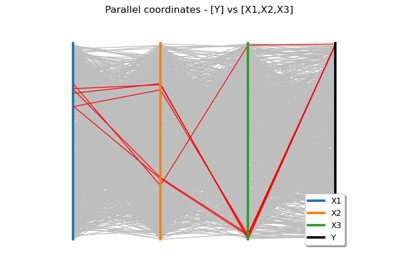 Parallel coordinates - [Y] vs [X1,X2,X3]
X1
X2
X3
Y